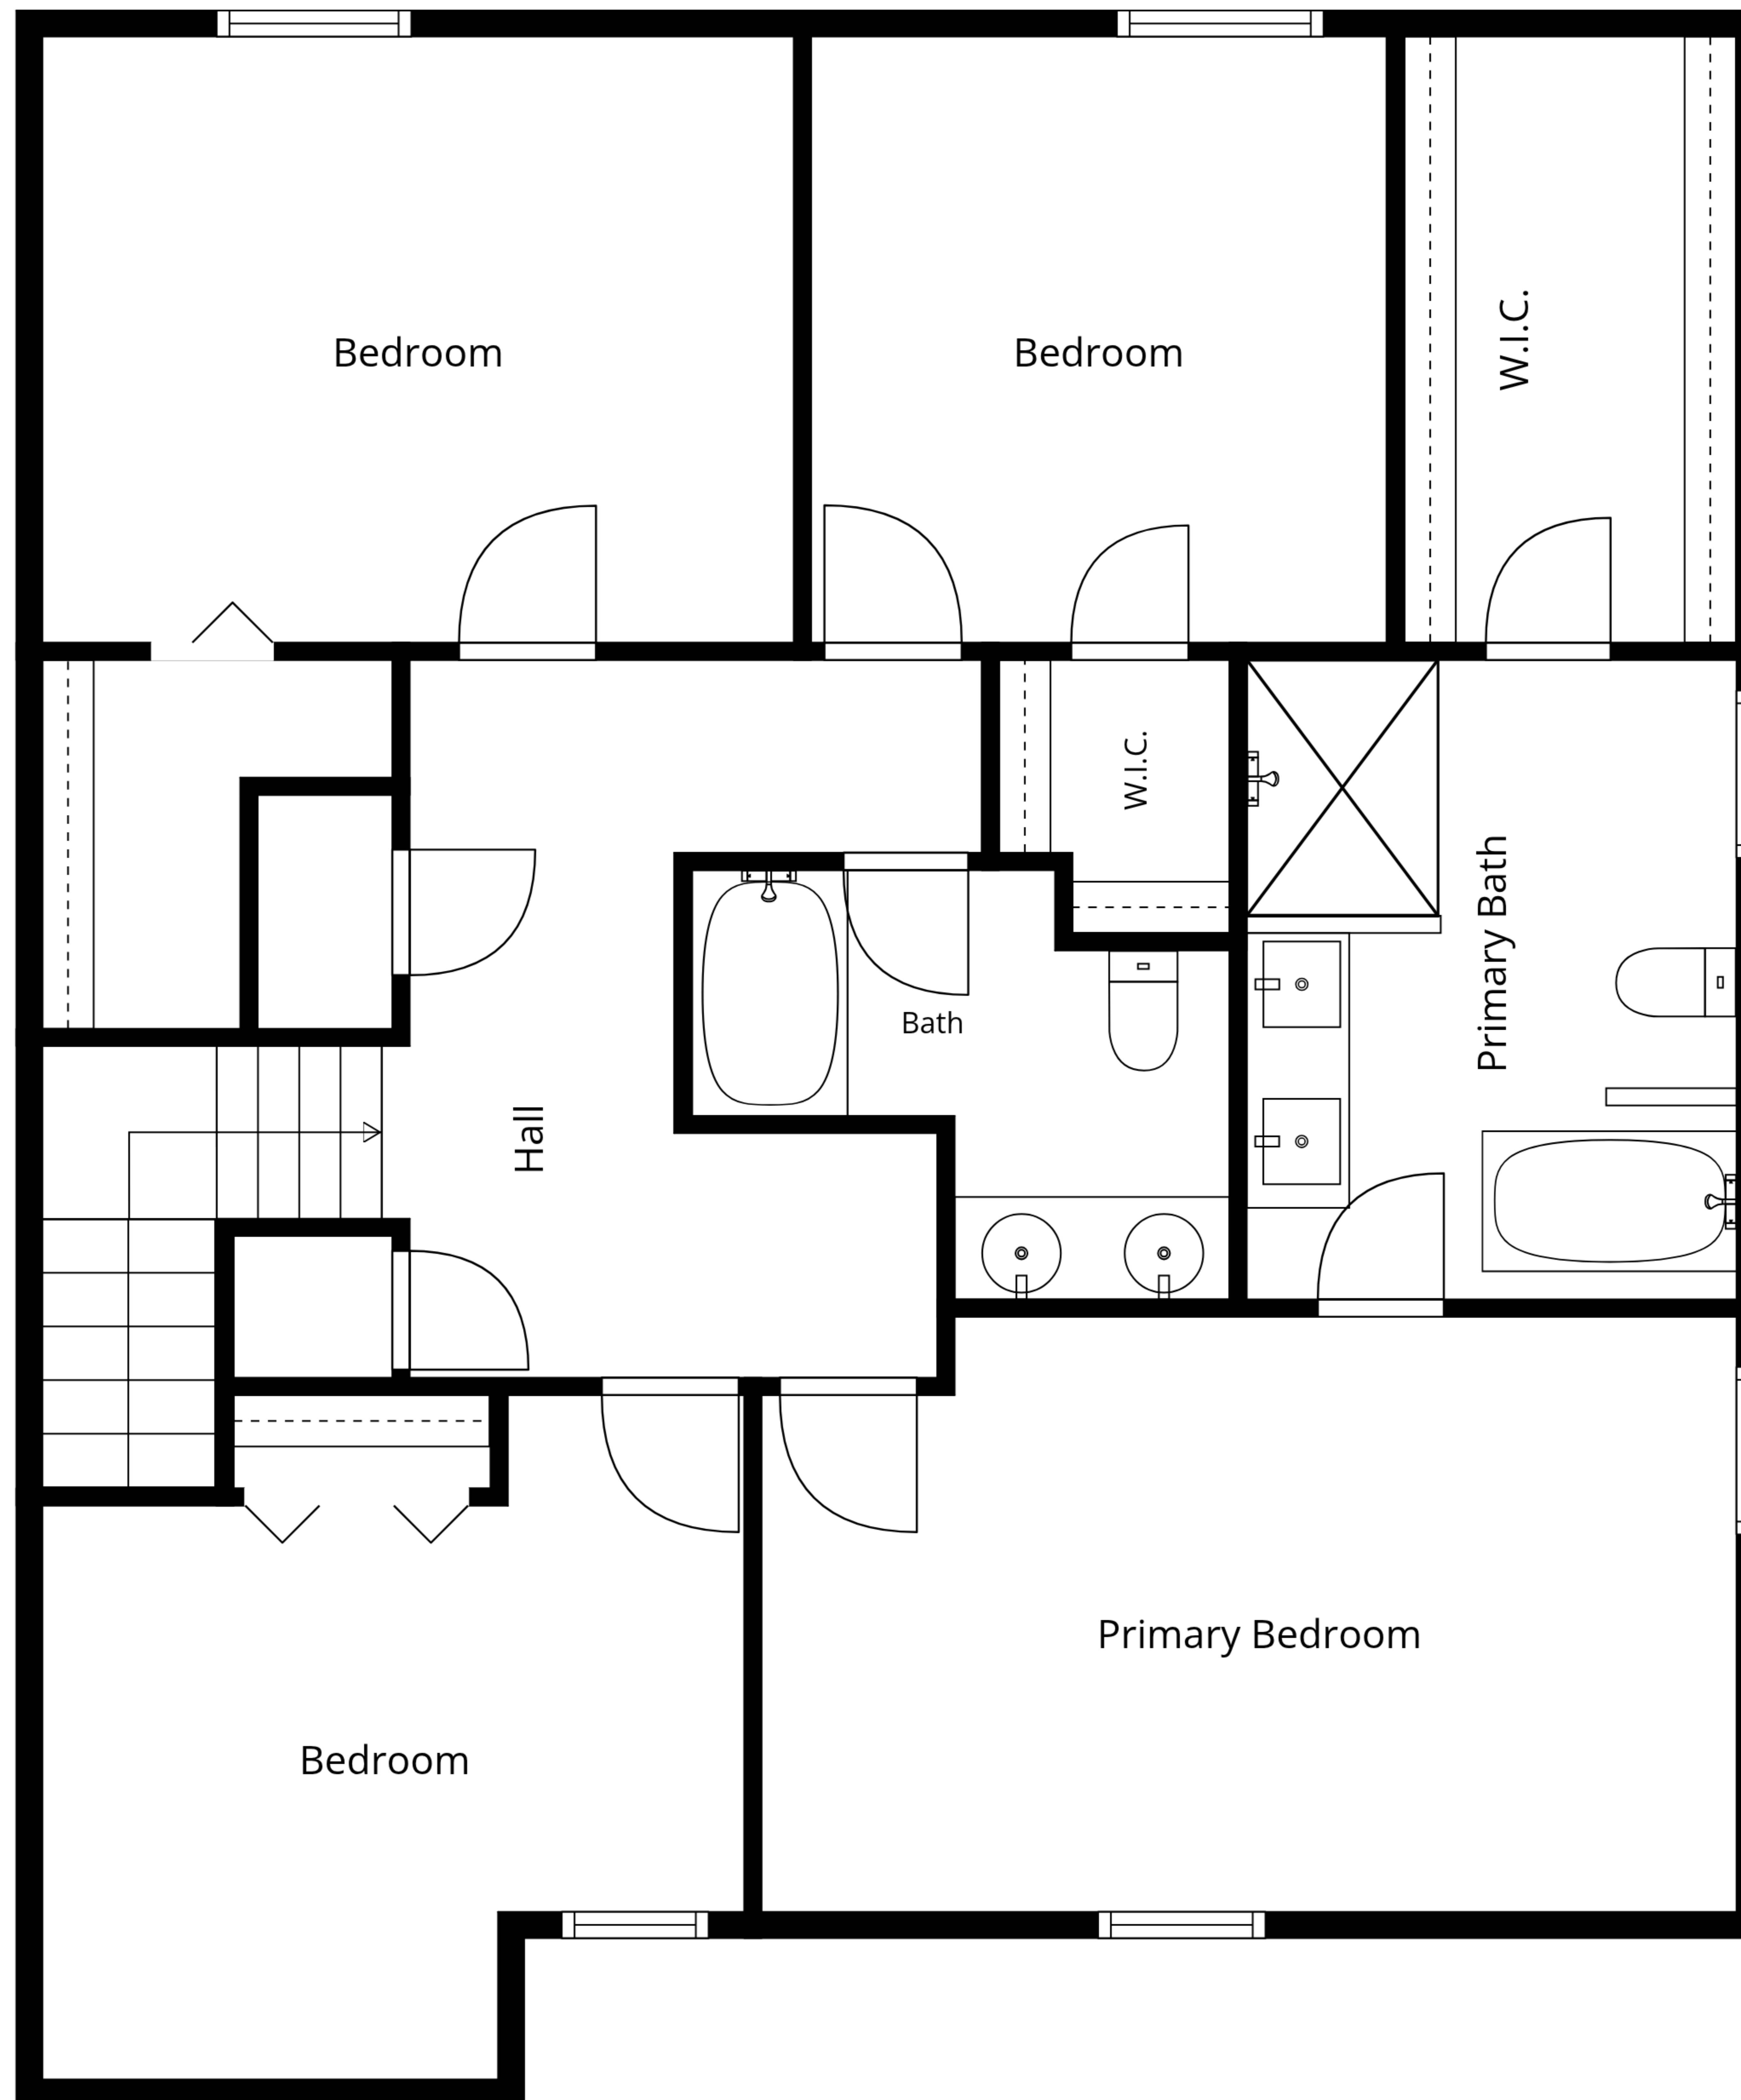 Bedroom
Bedroom
W.I.C.
W.I.C.
Primary Bath
Bath
Hall
Primary Bedroom
Bedroom